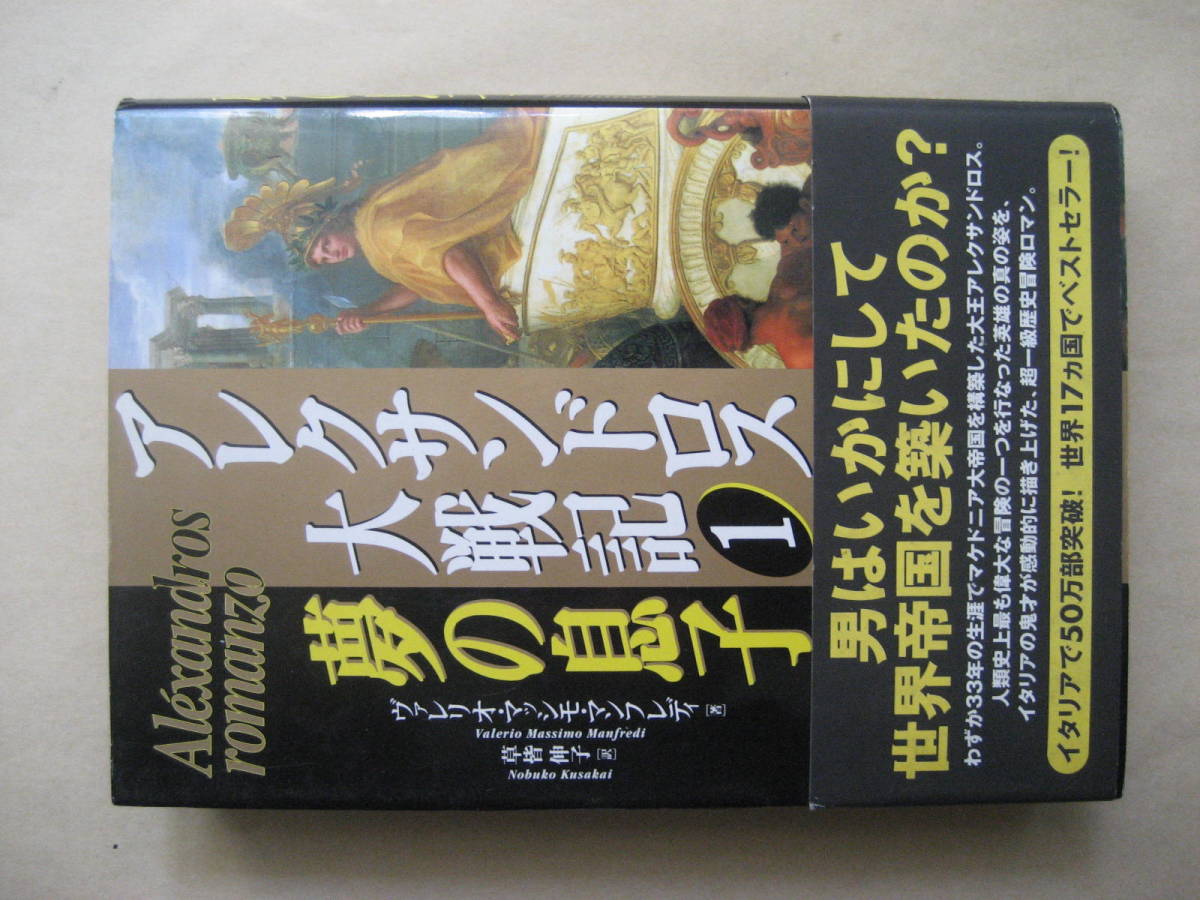 Aléxandros
romanzo
アレクサンドロス
大戦記
1
夢の息子
ヴァレリオ・マッシモ・マンフレディ[著]
Valerio Massimo Manfredi
草皆伸子[訳]
Nobuko Kusakai
男はいかにして
世界帝国を築いたのか?
わずか33年の生涯でマケドニア大帝国を構築した大王アレクサンドロス。
人類史上最も偉大な冒険の一つを行なった英雄の真の姿を、
イタリアの鬼才が感動的に描き上げた、超一級歴史冒険ロマン。
イタリアで50万部突破! 世界17ヵ国でベストセラー!